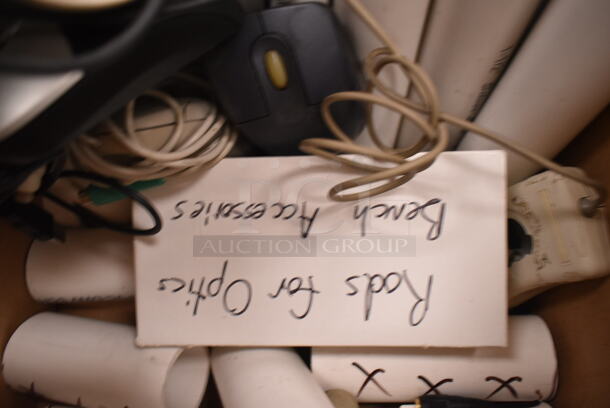 Rods for Optics
Bench Accessories
AUCTION GROUP
X X X